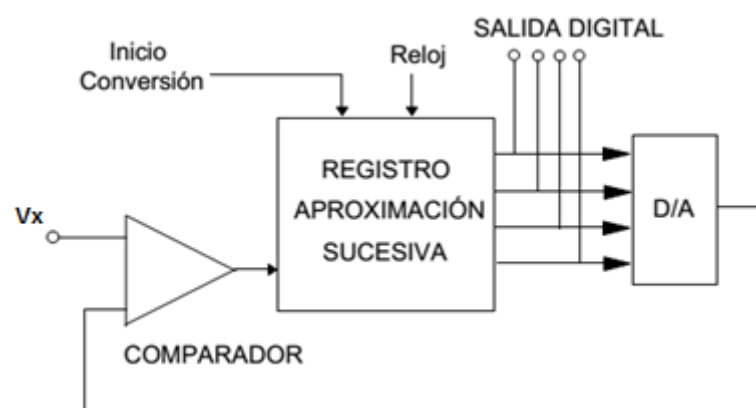 SALIDA DIGITAL
Inicio
Conversión
Reloj
REGISTRO
APROXIMACIÓN
SUCESIVA
D/A
Vx
COMPARADOR